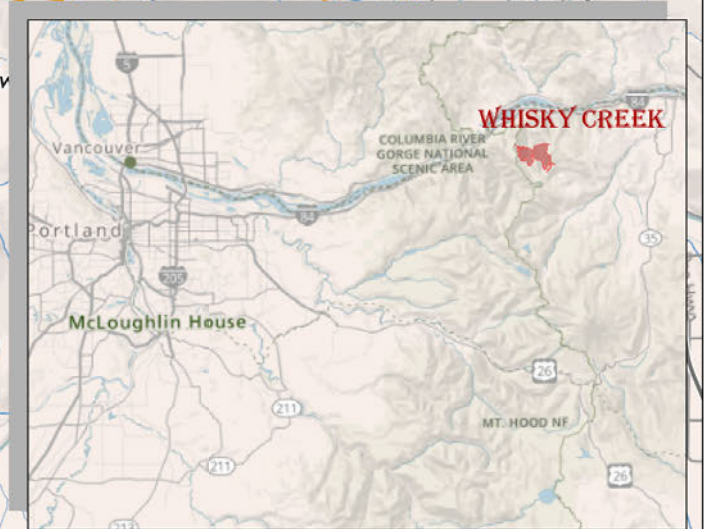 5
84
WHISKY CREEK
COLUMBIA RIVER
GORGE NATIONAL
SCENIC AREA
Vancouver
84
Portland
35
205
McLoughlin House
26
211
MT. HOOD NF
211
26
213